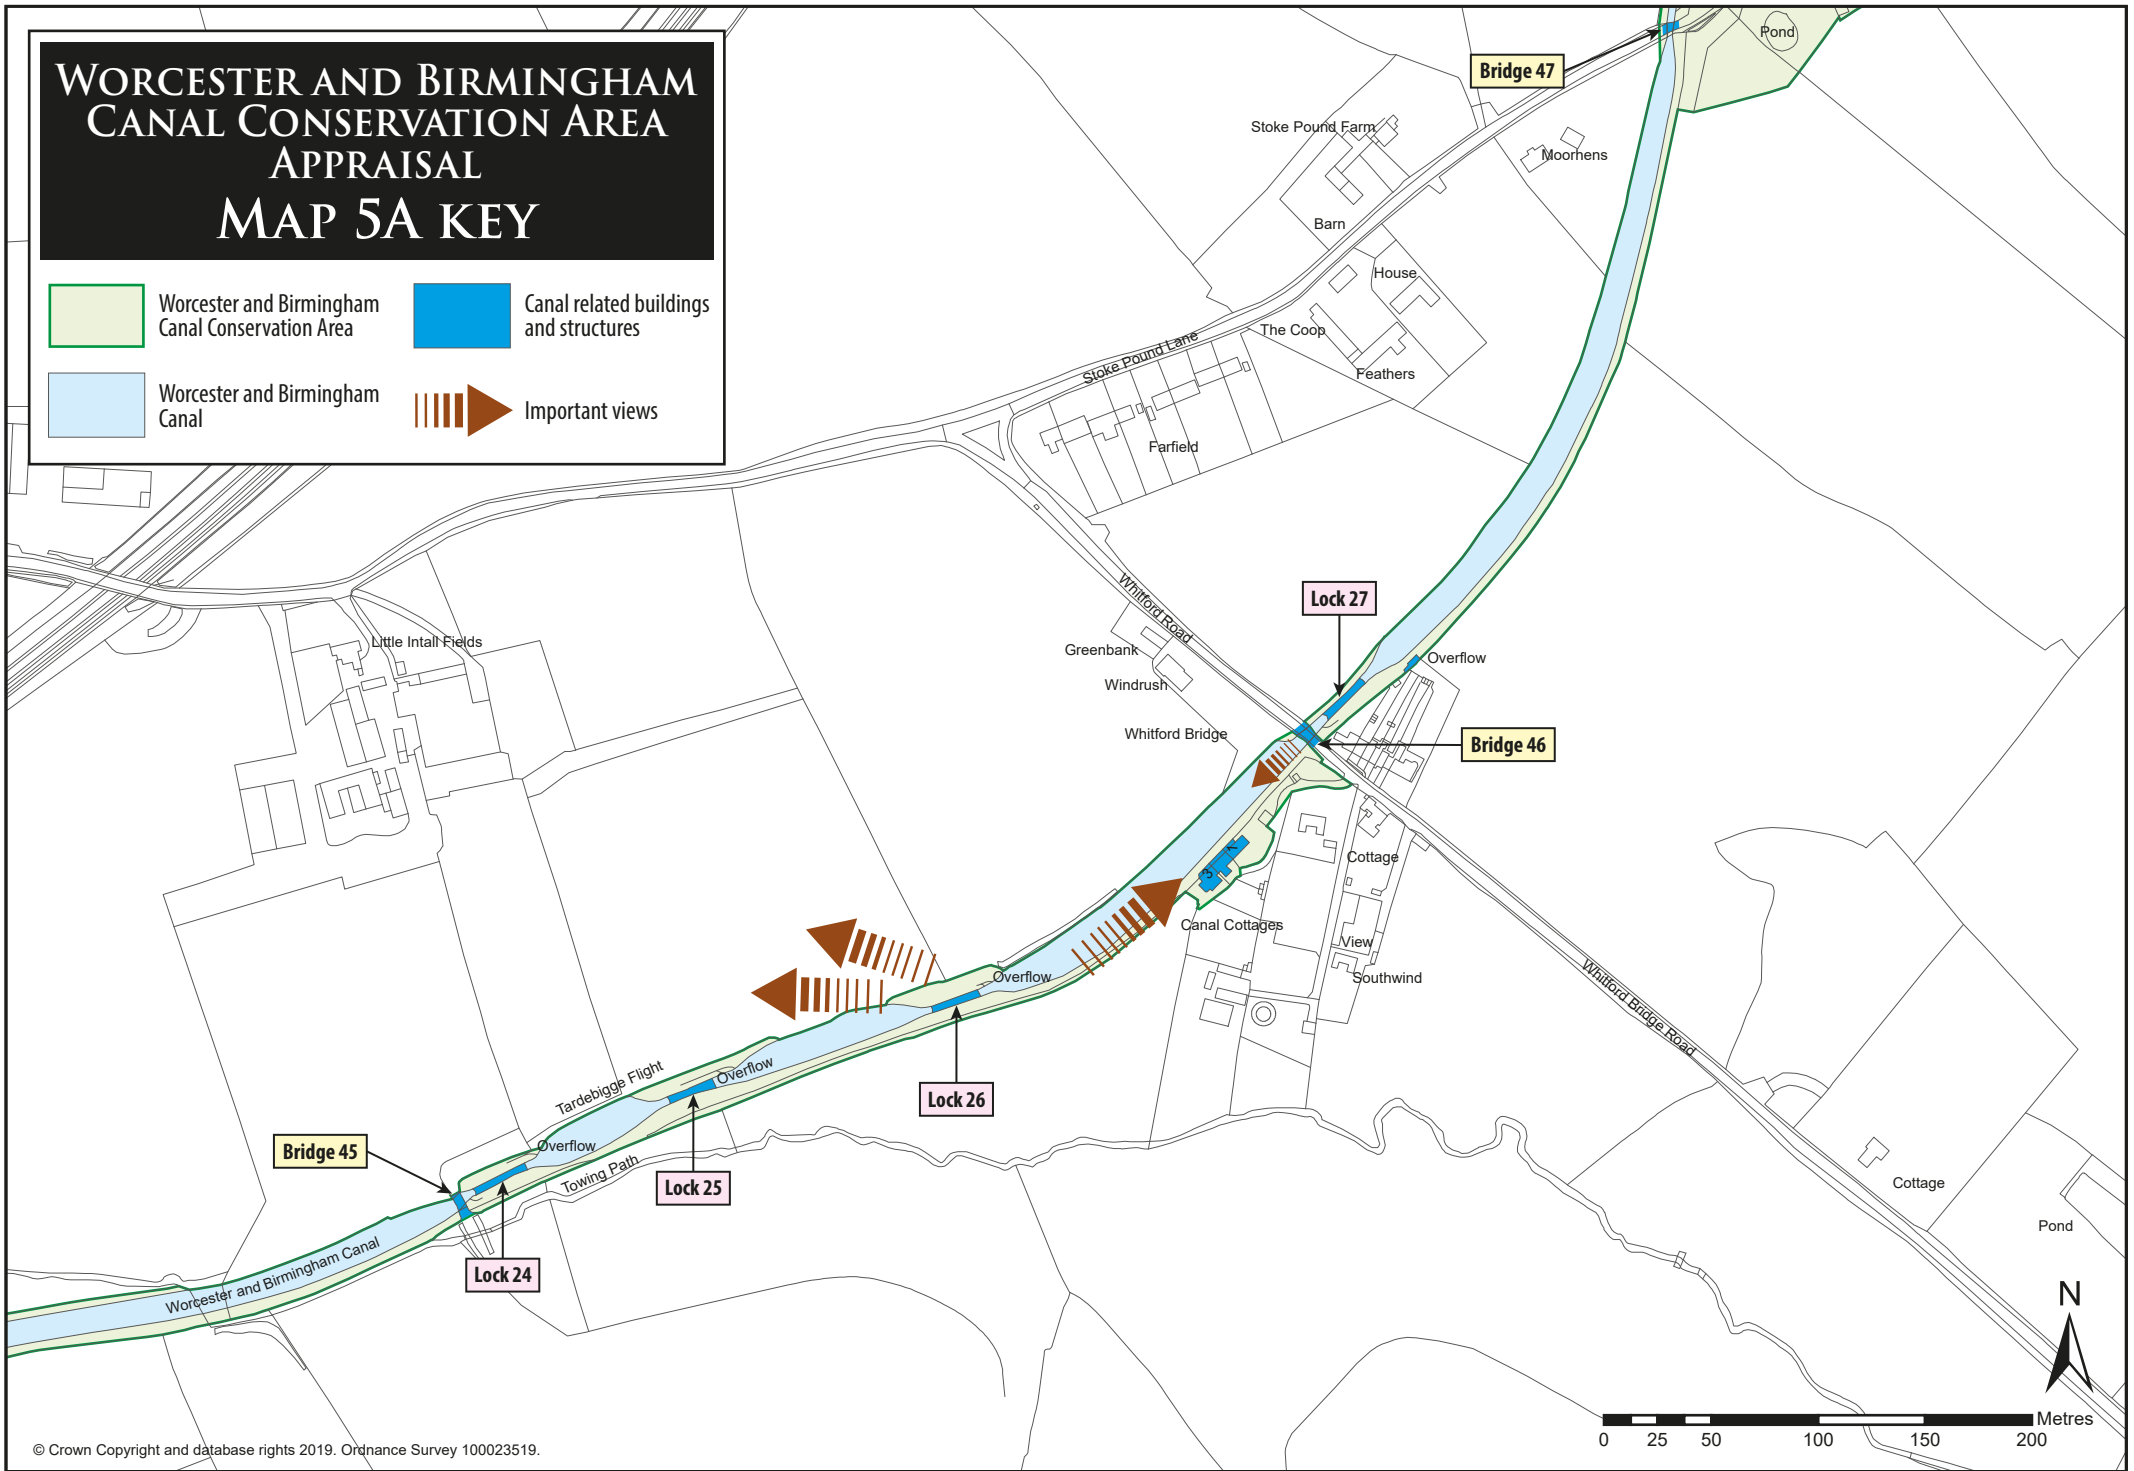 WORCESTER AND BIRMINGHAM
CANAL CONSERVATION AREA
APPRAISAL
MAP 5A KEY
Worcester and Birmingham
Canal Conservation Area
Canal related buildings
and structures
Worcester and Birmingham
Canal
Important views
Bridge 47
Pond
Stoke Pound Farm
Moorhens
Barn
House
The Coop
Stoke Pound Lane
Feathers
Farfield
Whitford Road
Lock 27
Little Intall Fields
Greenbank
Overflow
Windrush
Whitford Bridge
Bridge 46
1
3
Cottage
Canal Cottages
View
Southwind
Overflow
Whitford Bridge Road
Lock 26
Overflow
Tardebigge Flight
Overflow
Bridge 45
Towing Path
Lock 25
Cottage
Pond
Lock 24
Worcester and Birmingham Canal
N
Metres
0 25 50 100 150 200
© Crown Copyright and database rights 2019. Ordnance Survey 100023519.